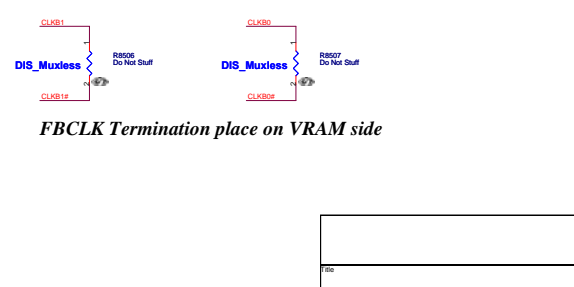 CLKB1
CLKB0
1
1
DIS_Muxless
R8506
Do Not Stuff
DIS_Muxless
R8507
Do Not Stuff
2
2
CLKB1#
CLKB0#
FBCLK Termination place on VRAM side
Title